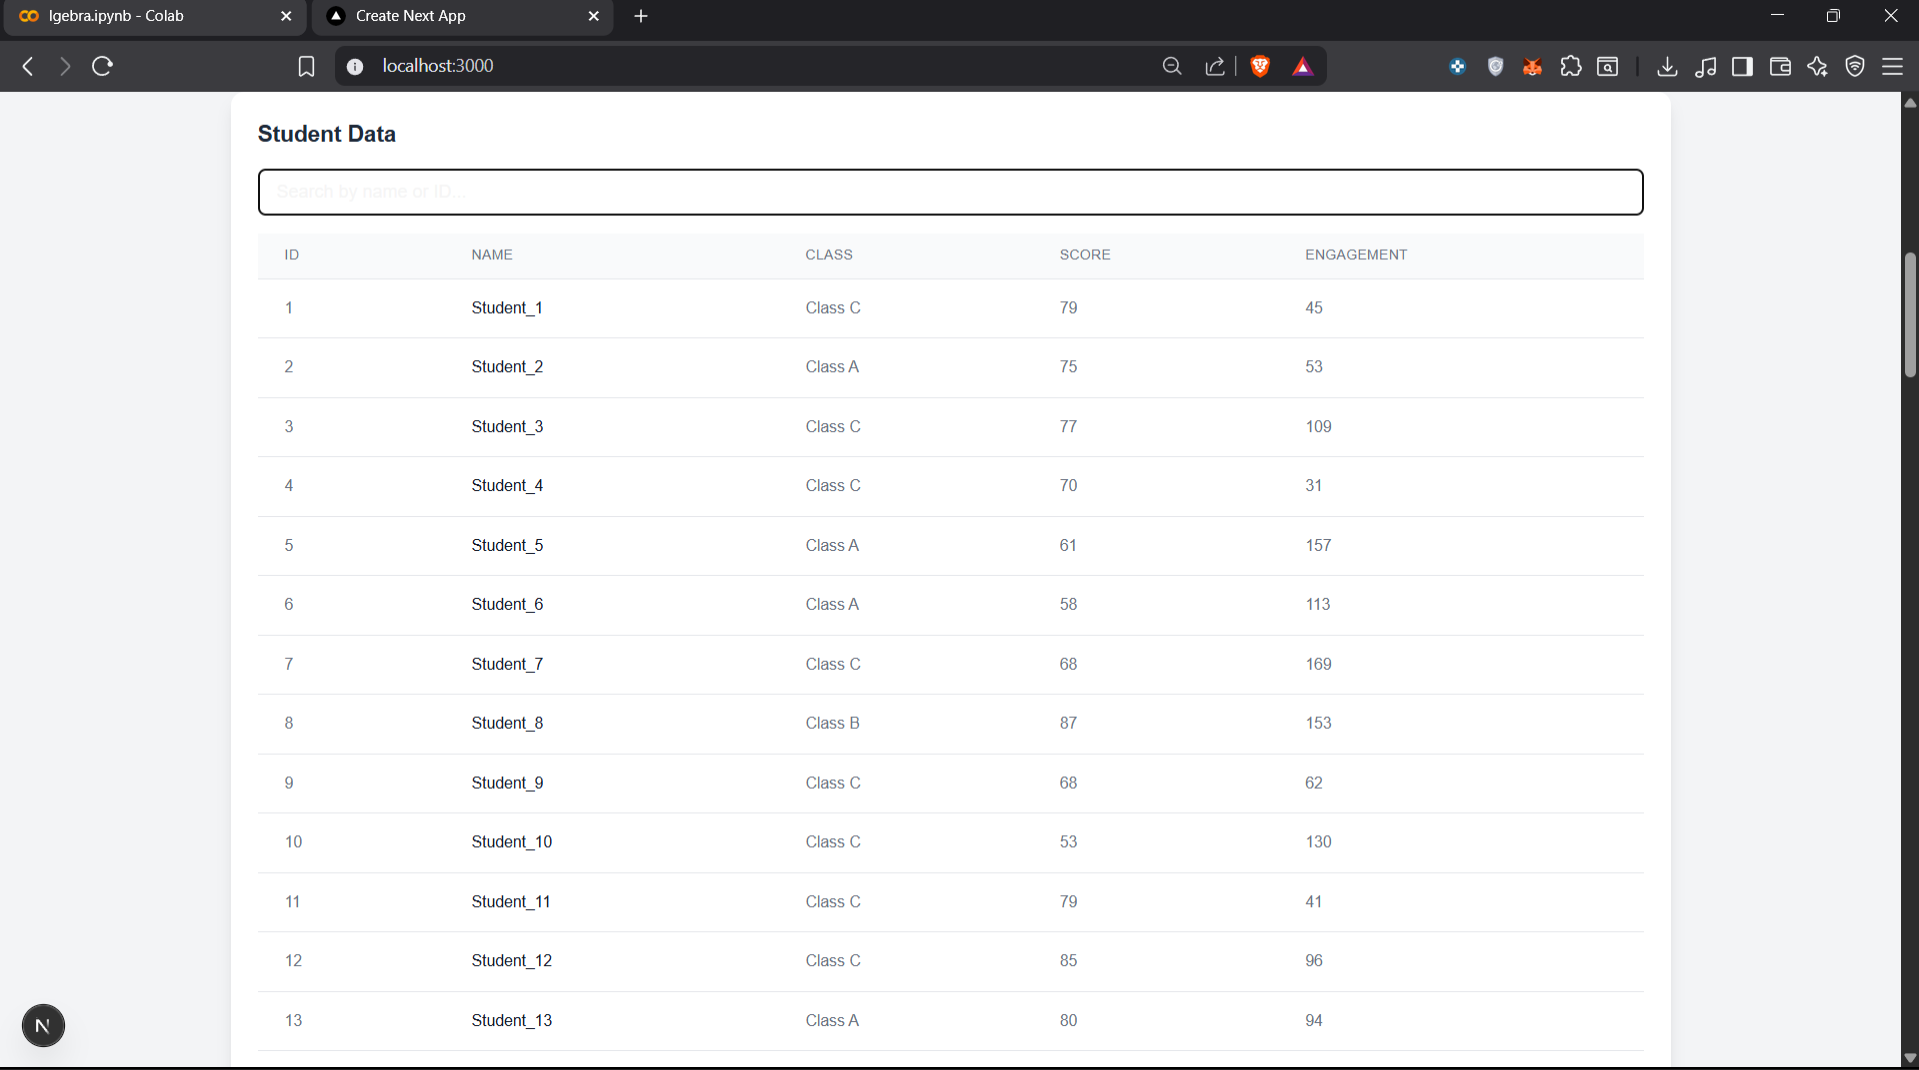 lgebra.ipynb - Colab
Create Next App
localhost:3000
Student Data
Search by name or ID...
ID NAME CLASS SCORE ENGAGEMENT
1 Student_1 Class C 79 45
2 Student_2 Class A 75 53
3 Student_3 Class C 77 109
4 Student_4 Class C 70 31
5 Student_5 Class A 61 157
6 Student_6 Class A 58 113
7 Student_7 Class C 68 169
8 Student_8 Class B 87 153
9 Student_9 Class C 68 62
10 Student_10 Class C 53 130
11 Student_11 Class C 79 41
12 Student_12 Class C 85 96
13 Student_13 Class A 80 94
N